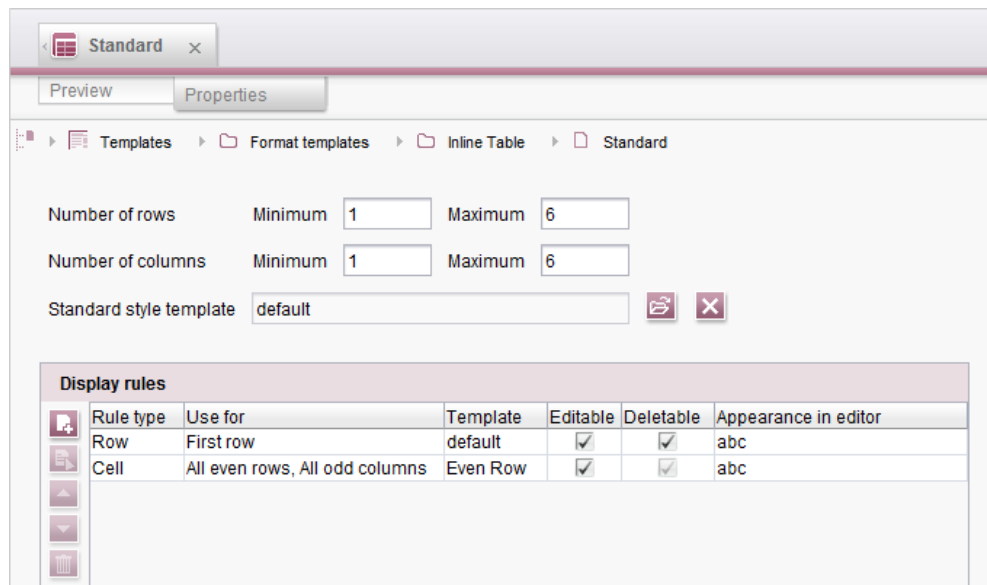 Standard
Preview Properties
Templates Format templates Inline Table Standard
Number of rows Minimum 1 Maximum 6
Number of columns Minimum 1 Maximum 6
Standard style template default
Display rules
Rule type Use for Template Editable Deletable Appearance in editor
Row First row default abc
Cell All even rows, All odd columns Even Row abc